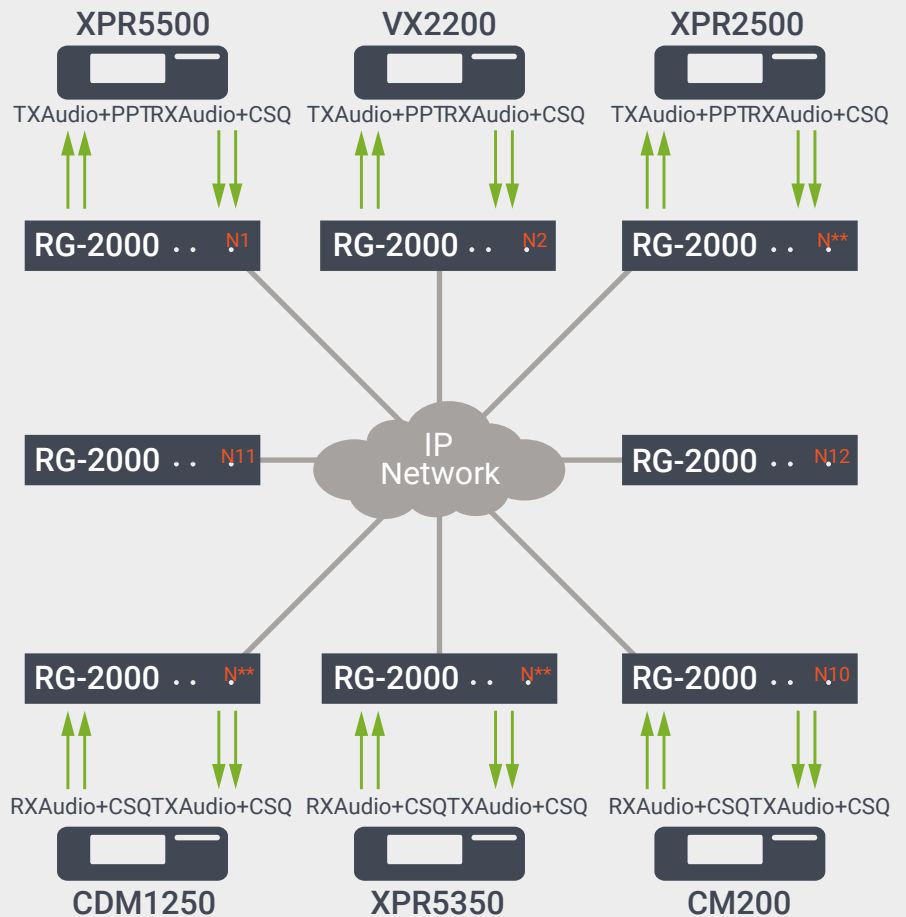 XPR5500 VX2200 XPR2500
TXAudio+PPTRXAudio+CSQ TXAudio+PPTRXAudio+CSQ TXAudio+PPTRXAudio+CSQ
RG-2000 . . . N1 RG-2000 . . . N2 RG-2000 . . . N**
IP
Network
RG-2000 . . . N11 RG-2000 . . . N12
RG-2000 . . . N** RG-2000 . . . N** RG-2000 . . . N10
RXAudio+CSQTXAudio+CSQ RXAudio+CSQTXAudio+CSQ RXAudio+CSQTXAudio+CSQ
CDM1250 XPR5350 CM200